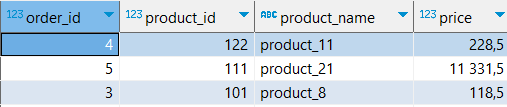 123 order_id 123 product_id ABC product_name 123 price
4 122 product_11 228,5
5 111 product_21 11 331,5
3 101 product_8 118,5